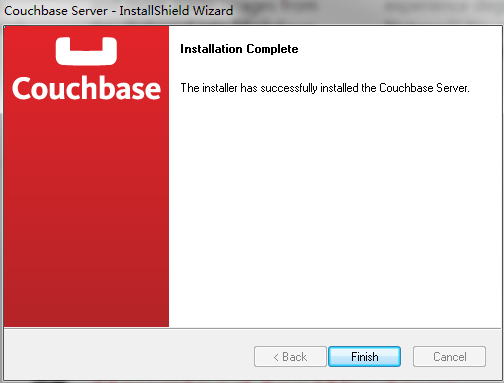 Couchbase Server - InstallShield Wizard
Couchbase
Installation Complete
The installer has successfully installed the Couchbase Server.
< Back
Finish
Cancel